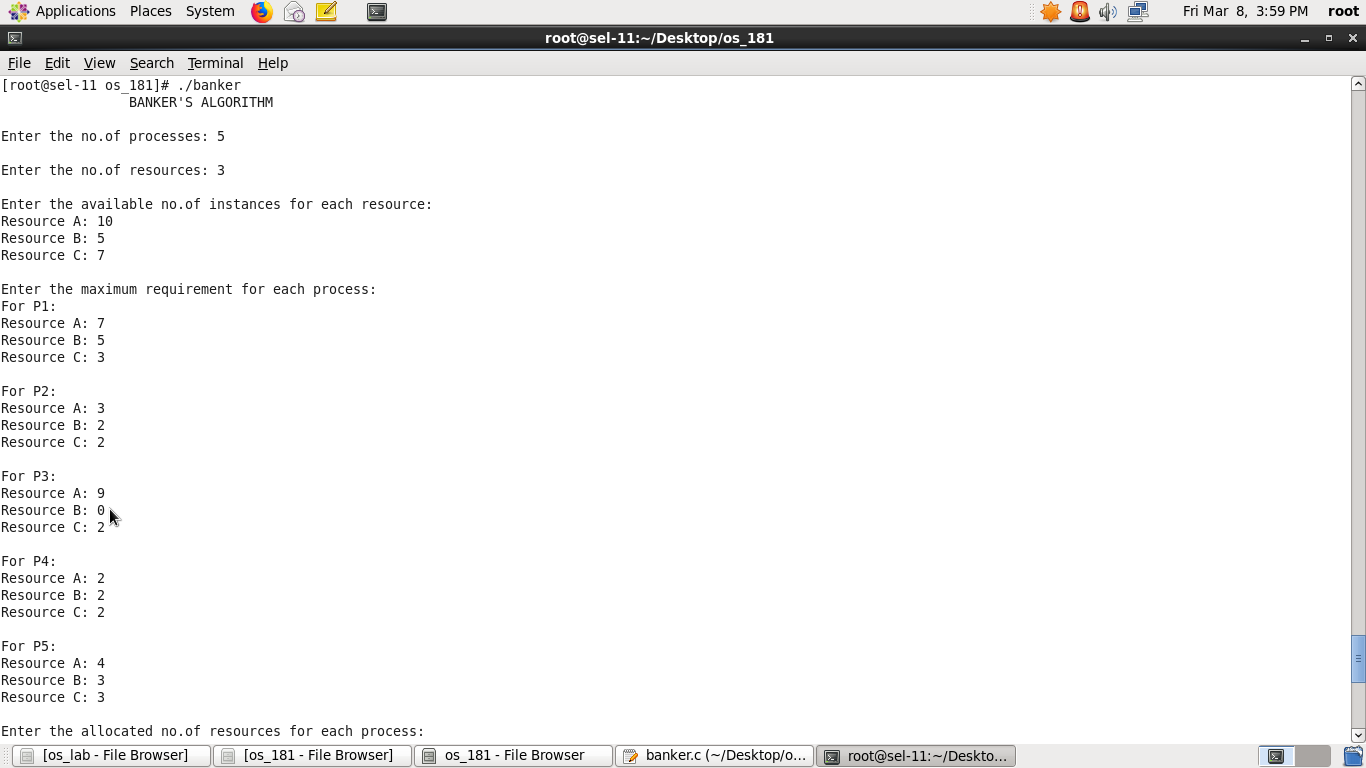 Applications Places System Fri Mar 8, 3:59 PM root
root@sel-11:~/Desktop/os_181
File Edit View Search Terminal Help
[root@sel-11 os_181]# ./banker
BANKER'S ALGORITHM
Enter the no.of processes: 5
Enter the no.of resources: 3
Enter the available no.of instances for each resource:
Resource A: 10
Resource B: 5
Resource C: 7
Enter the maximum requirement for each process:
For P1:
Resource A: 7
Resource B: 5
Resource C: 3
For P2:
Resource A: 3
Resource B: 2
Resource C: 2
For P3:
Resource A: 9
Resource B: 0
Resource C: 2
For P4:
Resource A: 2
Resource B: 2
Resource C: 2
For P5:
Resource A: 4
Resource B: 3
Resource C: 3
Enter the allocated no.of resources for each process:
[os_lab - File Browser] [os_181 - File Browser] os_181 - File Browser banker.c (~/Desktop/o... root@sel-11:~/Deskto...